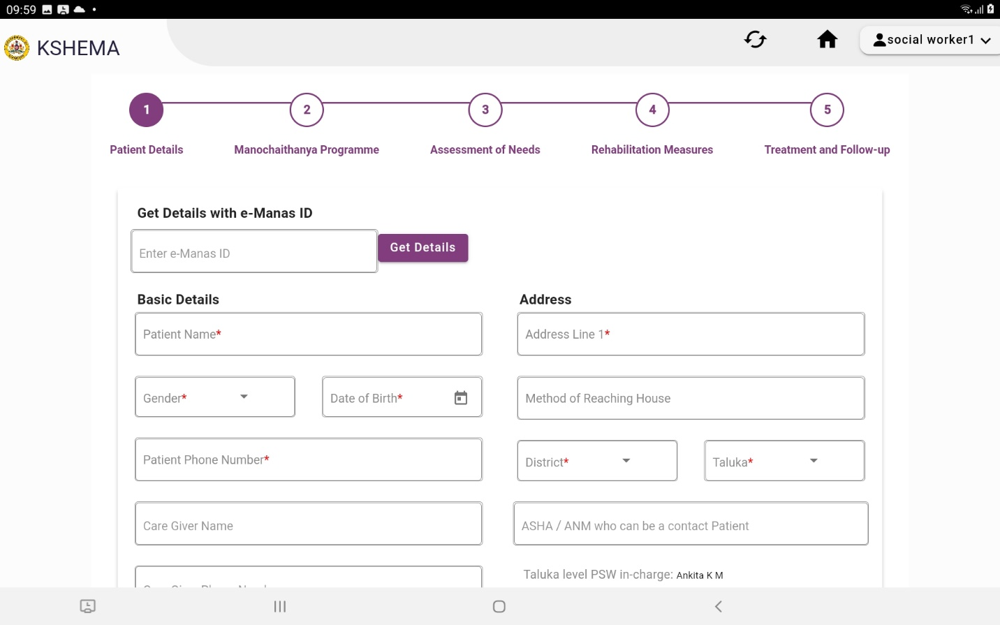 09:59
KSHEMA
social worker1
1
2
3
4
5
Patient Details
Manochaithanya Programme
Assessment of Needs
Rehabilitation Measures
Treatment and Follow-up
Get Details with e-Manas ID
Enter e-Manas ID
Get Details
Basic Details
Patient Name*
Gender*
Date of Birth*
Patient Phone Number*
Care Giver Name
Address
Address Line 1*
Method of Reaching House
District*
Taluka*
ASHA / ANM who can be a contact Patient
Taluka level PSW in-charge: Ankita K M